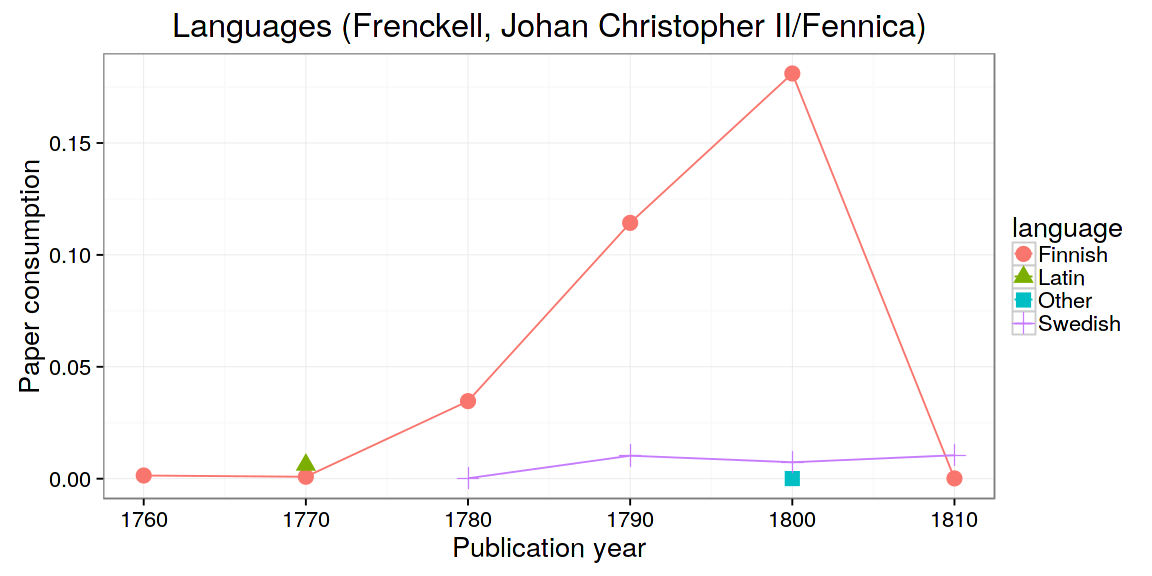 Languages (Frenckell, Johan Christopher II/Fennica)
Paper consumption
0.15
0.10
0.05
0.00
1760 1770 1780 1790 1800 1810
Publication year
language
Finnish
Latin
Other
Swedish